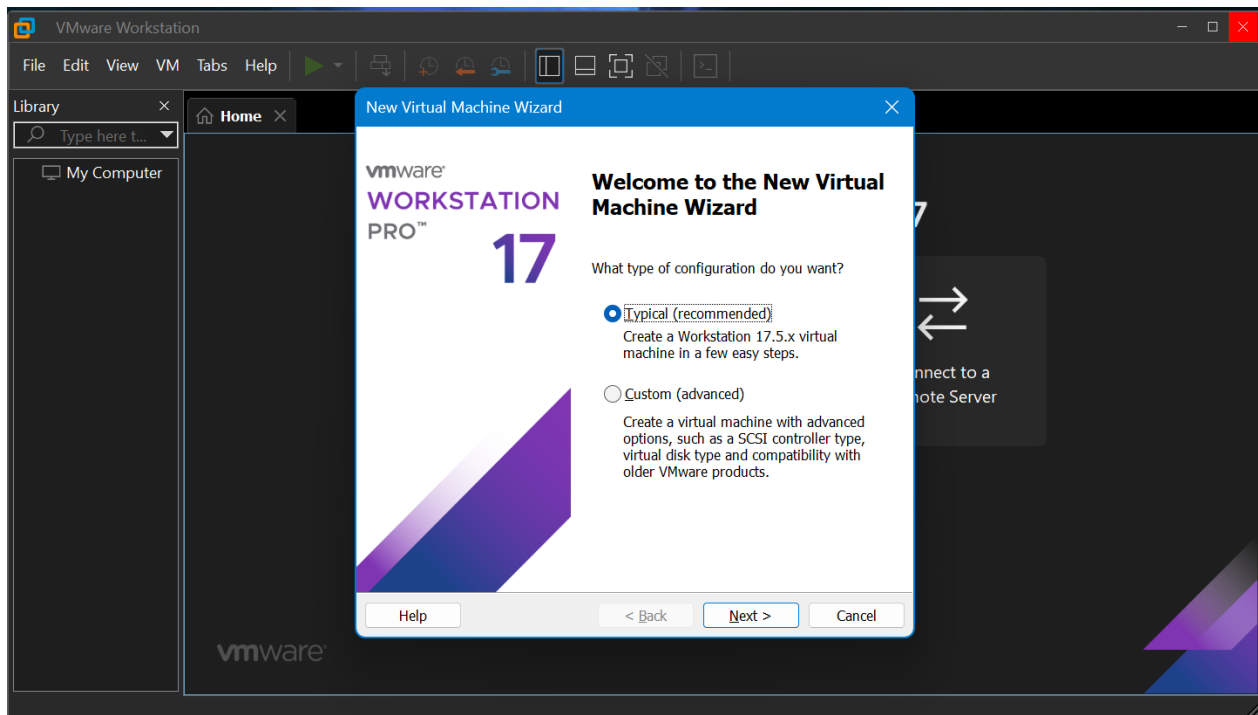 VMware Workstation
File Edit View VM Tabs Help
Library
Type here t...
My Computer
Home
New Virtual Machine Wizard
vmware®
WORKSTATION
PRO™
17
Welcome to the New Virtual
Machine Wizard
What type of configuration do you want?
Typical (recommended)
Create a Workstation 17.5.x virtual
machine in a few easy steps.
Custom (advanced)
Create a virtual machine with advanced
options, such as a SCSI controller type,
virtual disk type and compatibility with
older VMware products.
Help
< Back
Next >
Cancel
7
nnect to a
note Server
vmware®